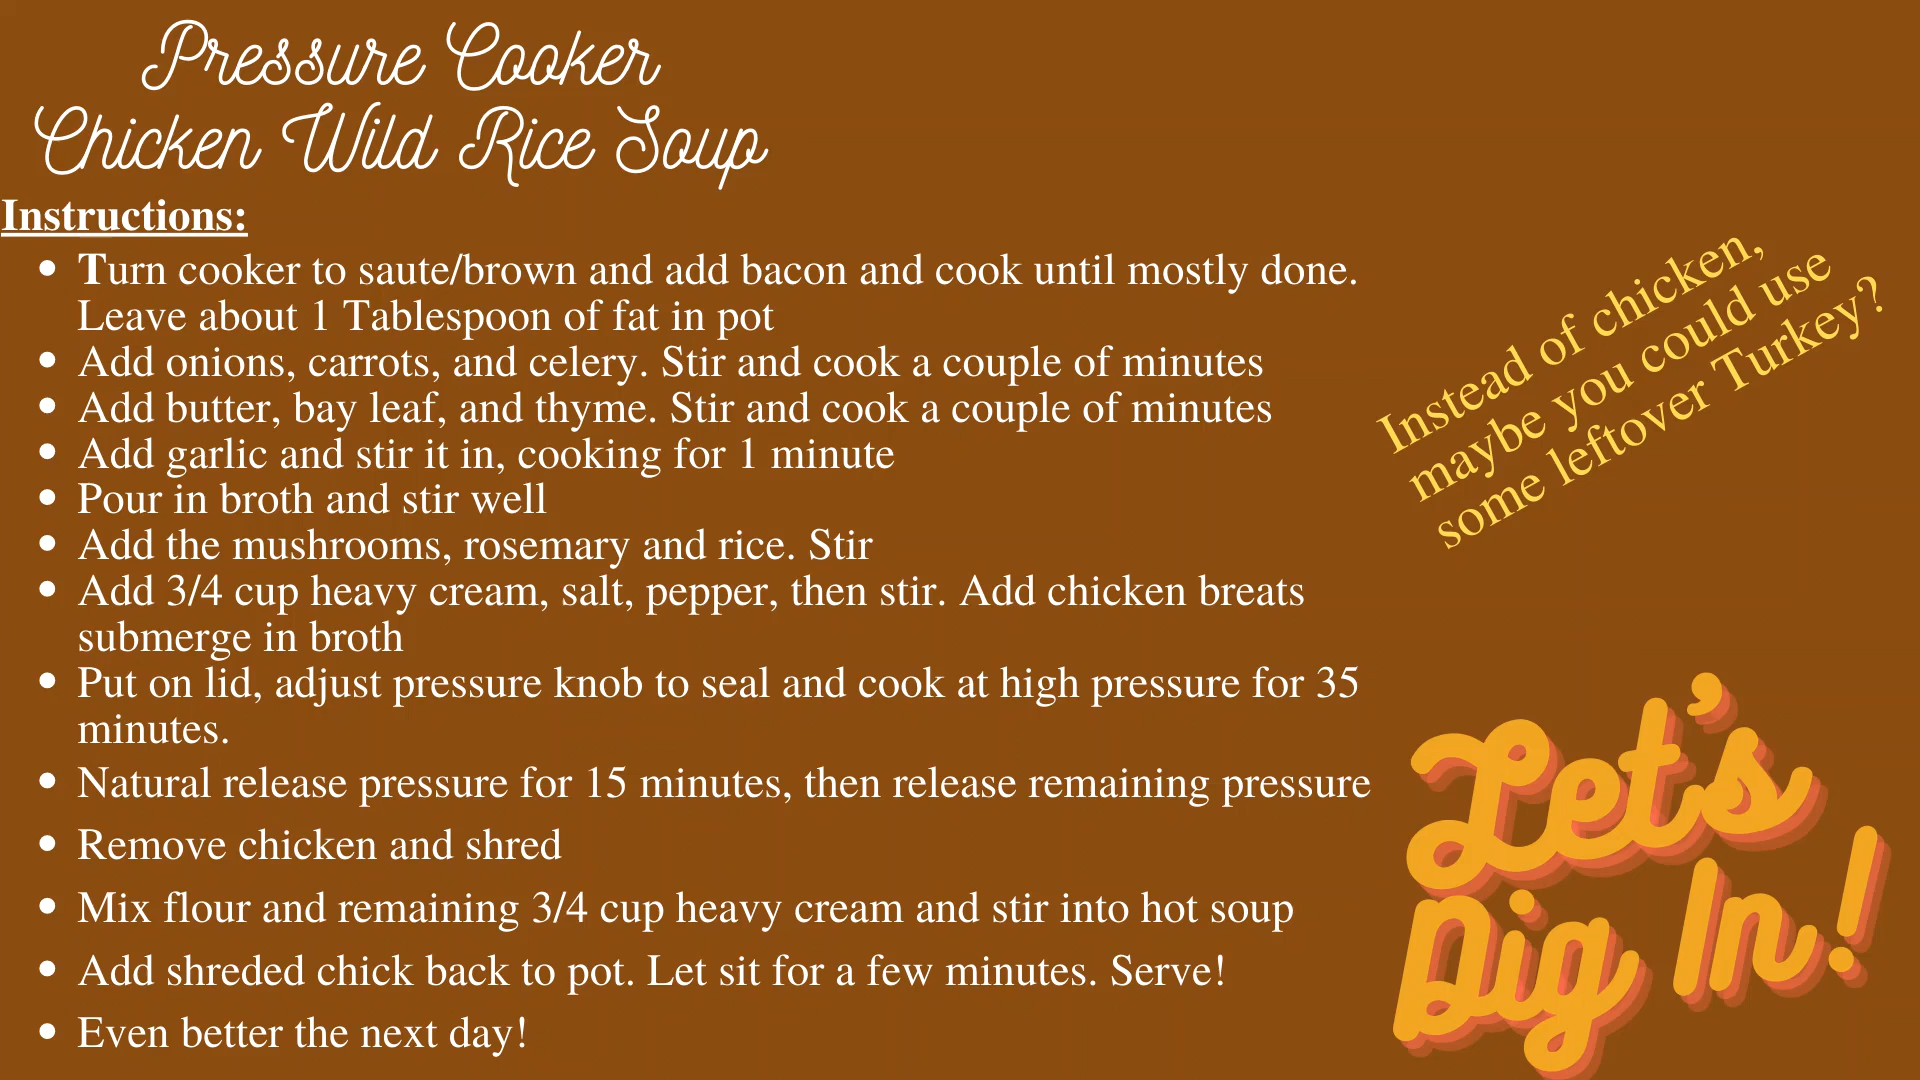 Pressure Cooker
Chicken Wild Rice Soup
Instructions:
Turn cooker to saute/brown and add bacon and cook until mostly done.
Leave about 1 Tablespoon of fat in pot
Add onions, carrots, and celery. Stir and cook a couple of minutes
Add butter, bay leaf, and thyme. Stir and cook a couple of minutes
Add garlic and stir it in, cooking for 1 minute
Pour in broth and stir well
Add the mushrooms, rosemary and rice. Stir
Add 3/4 cup heavy cream, salt, pepper, then stir. Add chicken breats
submerge in broth
Put on lid, adjust pressure knob to seal and cook at high pressure for 35
minutes.
Natural release pressure for 15 minutes, then release remaining pressure
Remove chicken and shred
Mix flour and remaining 3/4 cup heavy cream and stir into hot soup
Add shreded chick back to pot. Let sit for a few minutes. Serve!
Even better the next day!
Instead of chicken,
maybe you could use
some leftover Turkey?
Let's
Dig In!